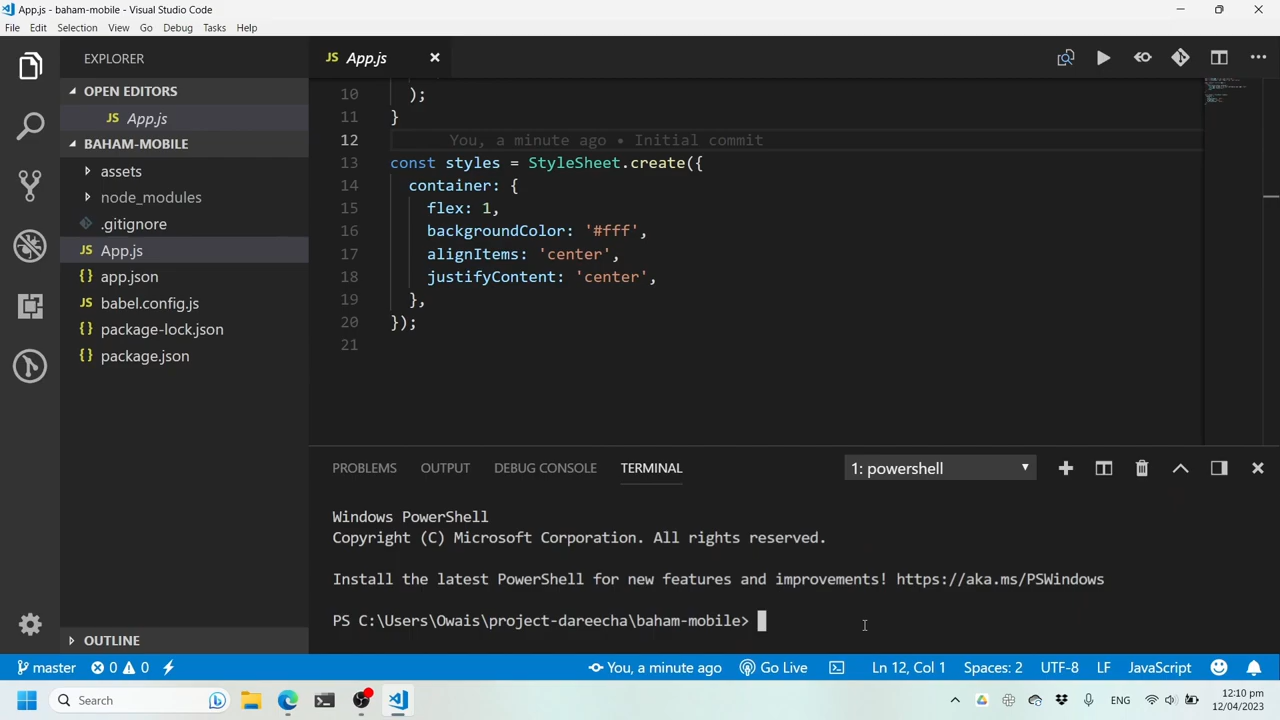 App.js - baham-mobile - Visual Studio Code
File Edit Selection View Go Debug Tasks Help
EXPLORER
OPEN EDITORS
JS App.js
BAHAM-MOBILE
assets
node_modules
.gitignore
JS App.js
{} app.json
JS babel.config.js
{} package-lock.json
{} package.json
OUTLINE
JS App.js
10 );
11 }
12 You, a minute ago • Initial commit
13 const styles = StyleSheet.create({
14 container: {
15 flex: 1,
16 backgroundColor: '#fff',
17 alignItems: 'center',
18 justifyContent: 'center',
19 },
20 });
21
PROBLEMS OUTPUT DEBUG CONSOLE TERMINAL 1: powershell
Windows PowerShell
Copyright (C) Microsoft Corporation. All rights reserved.
Install the latest PowerShell for new features and improvements! https://aka.ms/PSWindows
PS C:\Users\Owais\project-dareecha\baham-mobile>
master 0 0 You, a minute ago Go Live Ln 12, Col 1 Spaces: 2 UTF-8 LF JavaScript
Search ENG 12:10 pm
12/04/2023